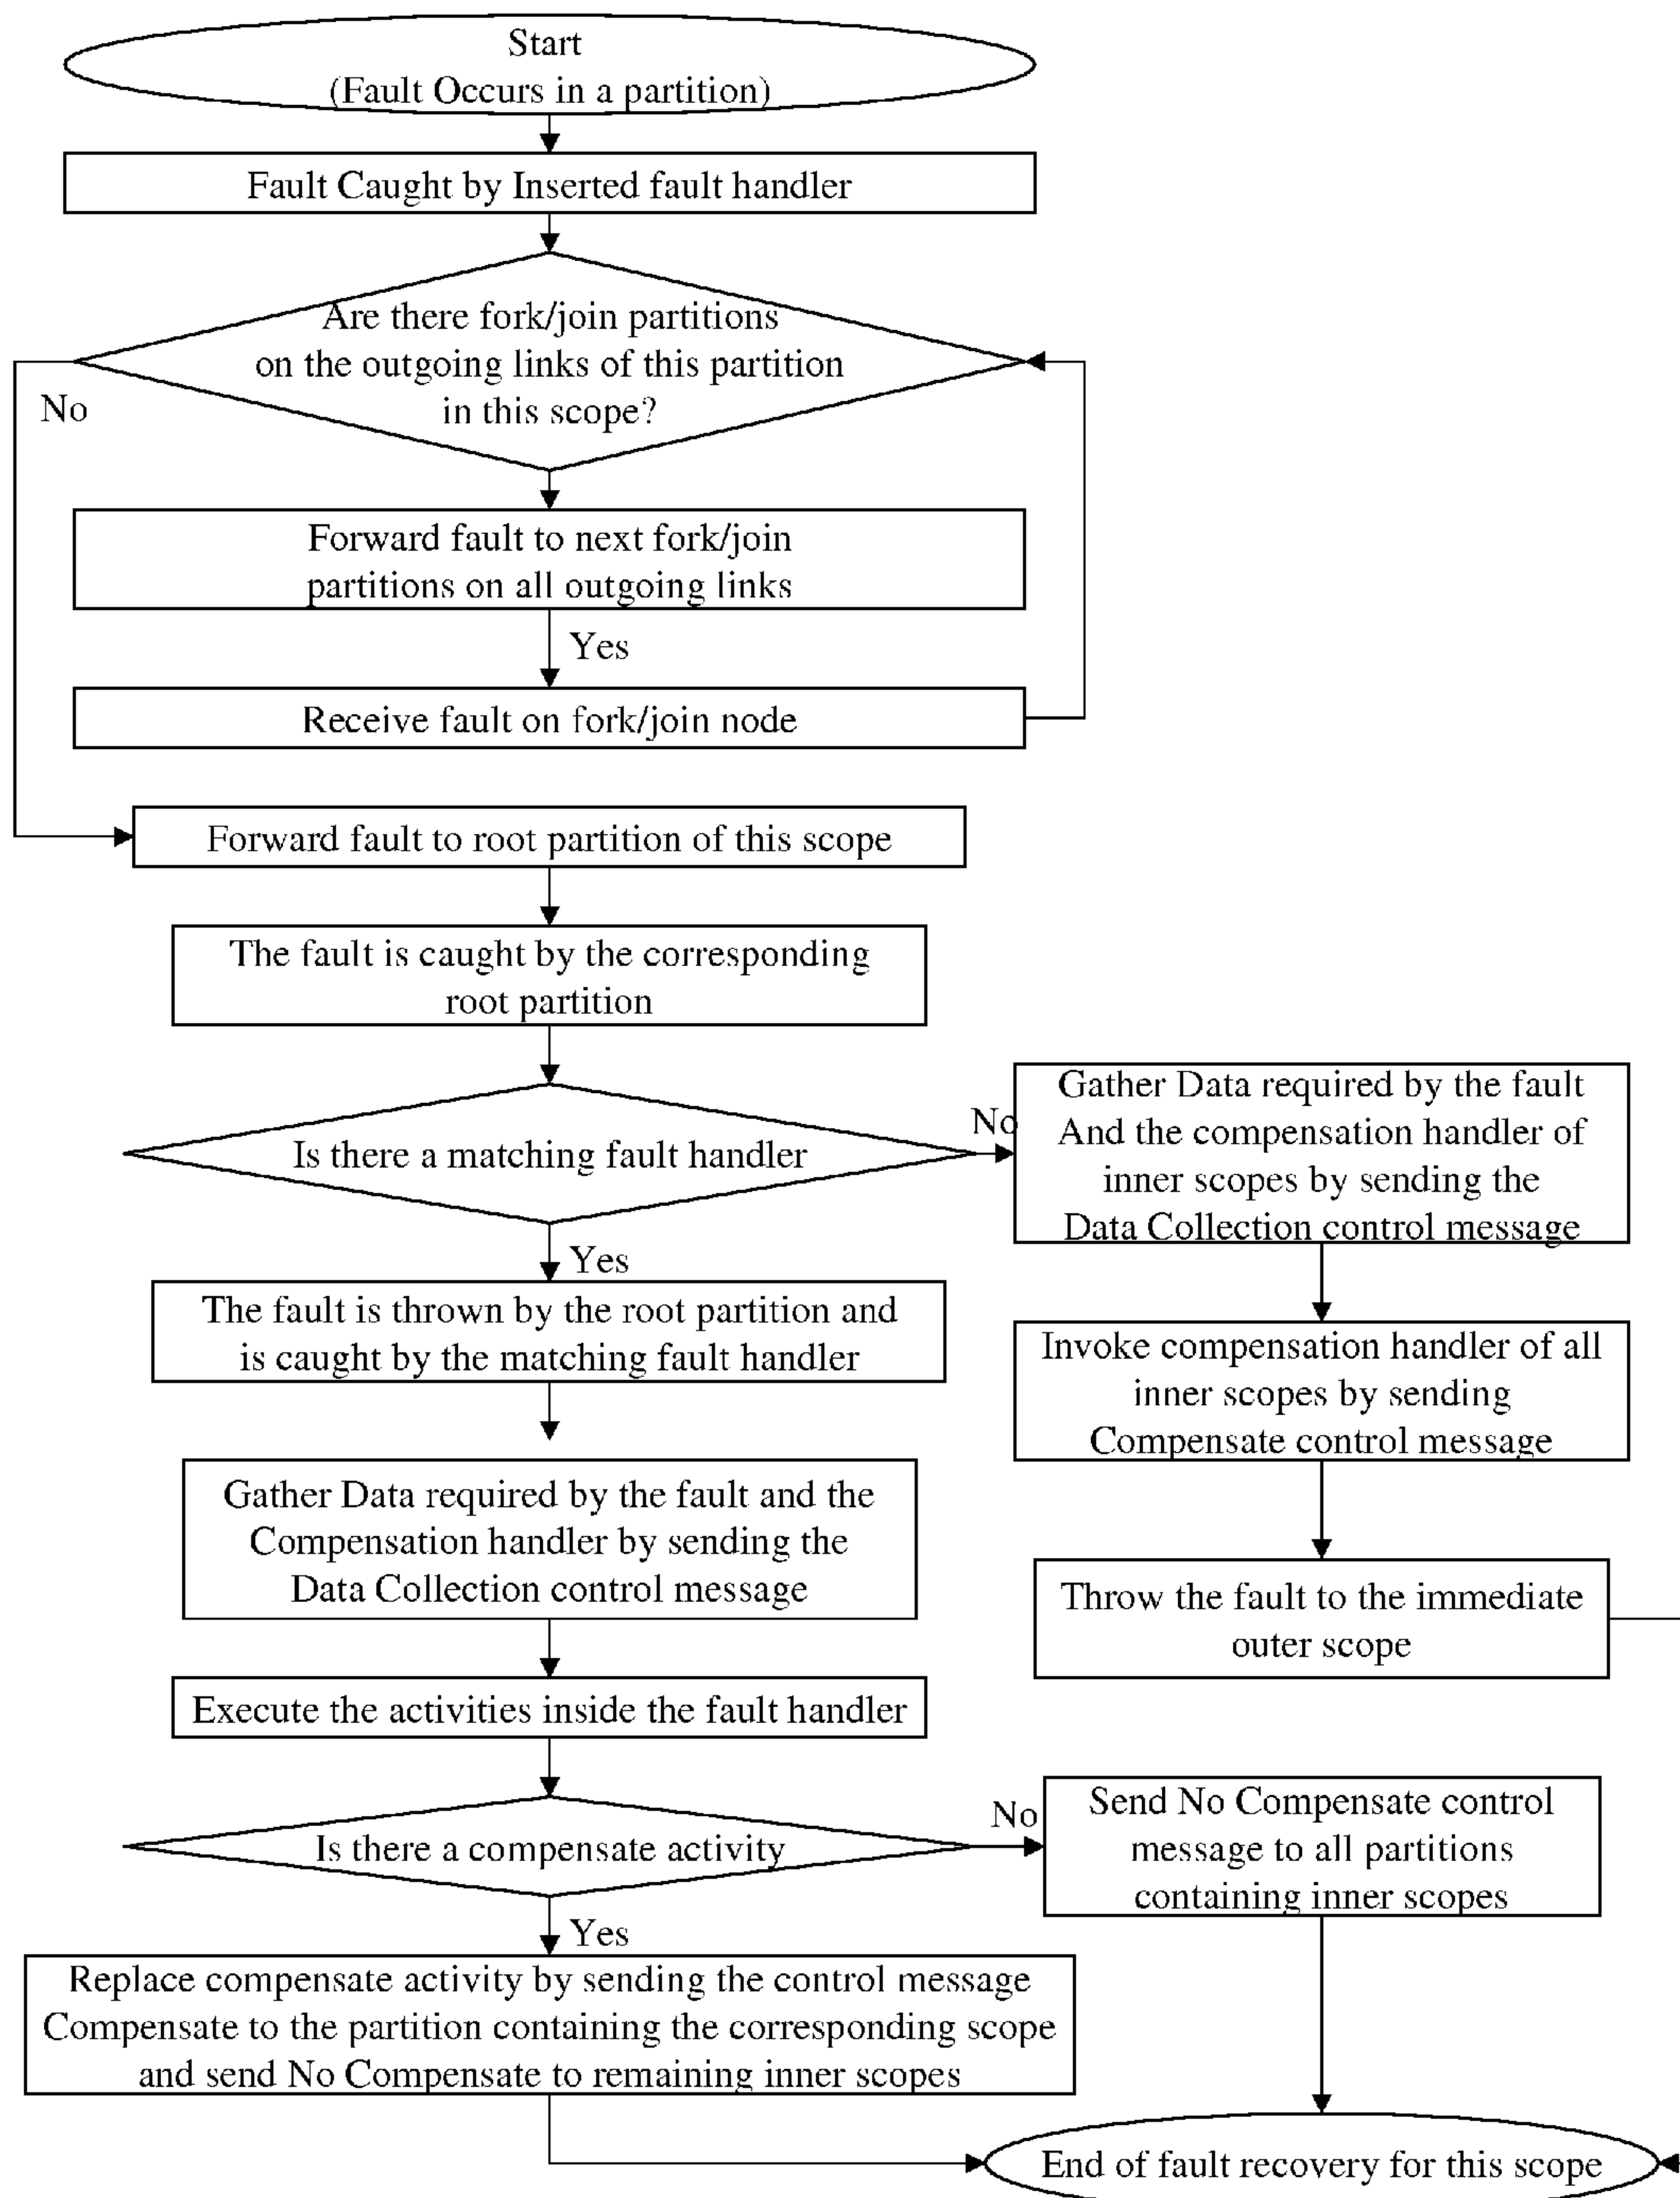 Start
(Fault Occurs in a partition)
Fault Caught by Inserted fault handler
Are there fork/join partitions
on the outgoing links of this partition
in this scope?
No
Forward fault to next fork/join
partitions on all outgoing links
Yes
Receive fault on fork/join node
Forward fault to root partition of this scope
The fault is caught by the corresponding
root partition
Is there a matching fault handler
No
Gather Data required by the fault
And the compensation handler of
inner scopes by sending the
Data Collection control message
Yes
The fault is thrown by the root partition and
is caught by the matching fault handler
Invoke compensation handler of all
inner scopes by sending
Compensate control message
Gather Data required by the fault and the
Compensation handler by sending the
Data Collection control message
Throw the fault to the immediate
outer scope
Execute the activities inside the fault handler
Is there a compensate activity
No
Send No Compensate control
message to all partitions
containing inner scopes
Yes
Replace compensate activity by sending the control message
Compensate to the partition containing the corresponding scope
and send No Compensate to remaining inner scopes
End of fault recovery for this scope